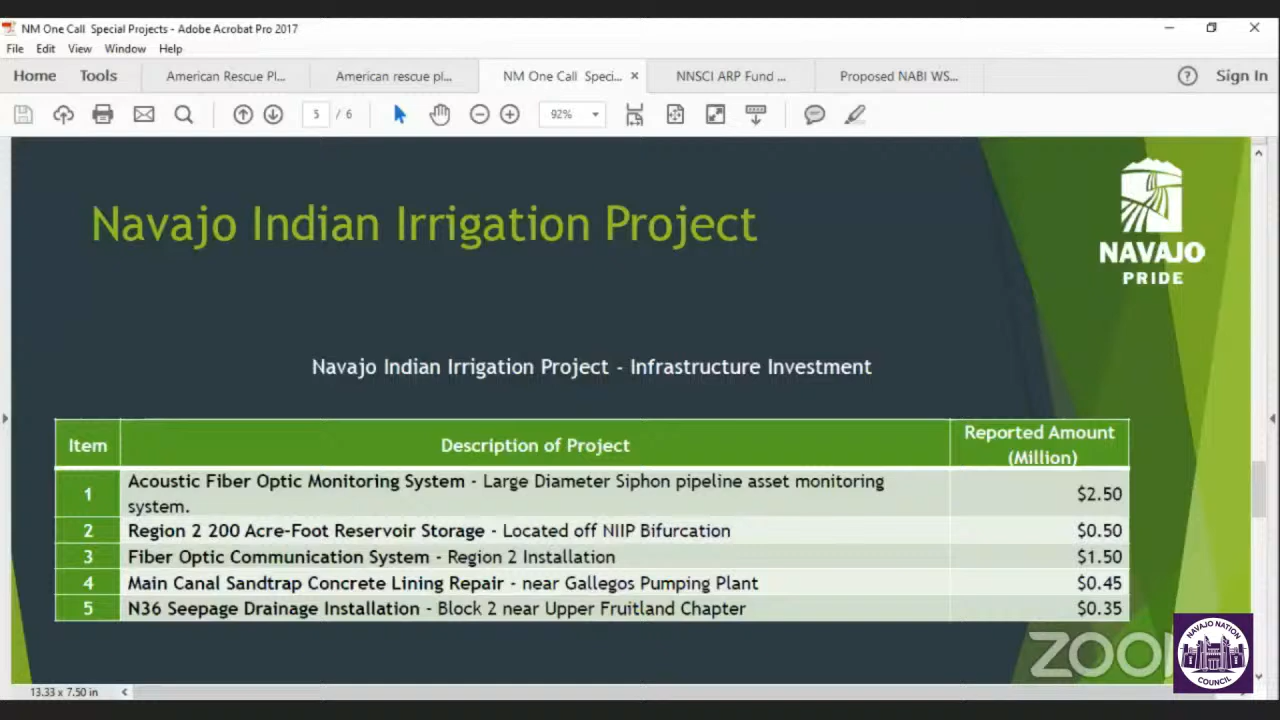 NM One Call  Special Projects - Adobe Acrobat Pro 2017
File Edit View Window Help
Home Tools American Rescue Pl... American rescue pl... NM One Call Speci... × NNSCI ARP Fund ... Proposed NABI WS... ? Sign In
5 / 6 92%
Navajo Indian Irrigation Project
NAVAJO
PRIDE
Navajo Indian Irrigation Project - Infrastructure Investment
Item Description of Project Reported Amount
(Million)
1 Acoustic Fiber Optic Monitoring System - Large Diameter Siphon pipeline asset monitoring
system. $2.50
2 Region 2 200 Acre-Foot Reservoir Storage - Located off NIIP Bifurcation $0.50
3 Fiber Optic Communication System - Region 2 Installation $1.50
4 Main Canal Sandtrap Concrete Lining Repair - near Gallegos Pumping Plant $0.45
5 N36 Seepage Drainage Installation - Block 2 near Upper Fruitland Chapter $0.35
ZOO
NAVAJO NATION
COUNCIL
13.33 x 7.50 in